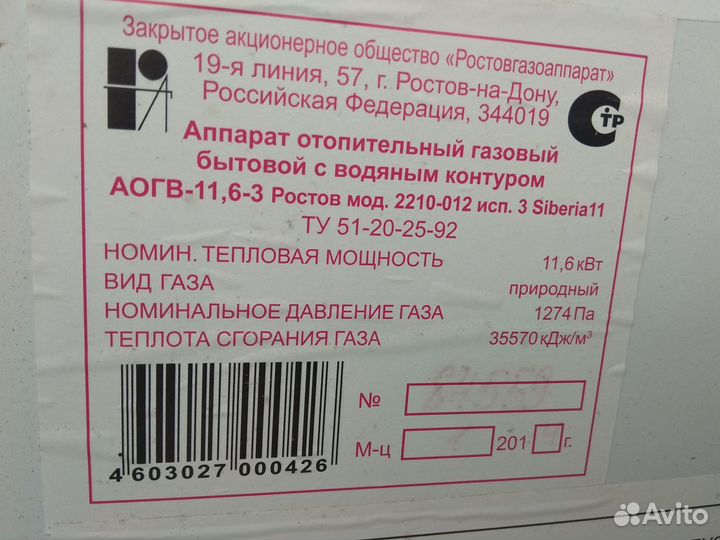 Закрытое акционерное общество «Ростовгазоаппарат»
19-я линия, 57, г. Ростов-на-Дону,
Российская Федерация, 344019
Аппарат отопительный газовый
бытовой с водяным контуром
АОГВ-11,6-3 Ростов мод. 2210-012 исп. 3 Siberia11
ТУ 51-20-25-92
НОМИН. ТЕПЛОВАЯ МОЩНОСТЬ 11,6 кВт
ВИД ГАЗА природный
НОМИНАЛЬНОЕ ДАВЛЕНИЕ ГАЗА 1274 Па
ТЕПЛОТА СГОРАНИЯ ГАЗА 35570 кДж/м³
№
М-ц 201 г.
4 603027 000426
СТР
Avito